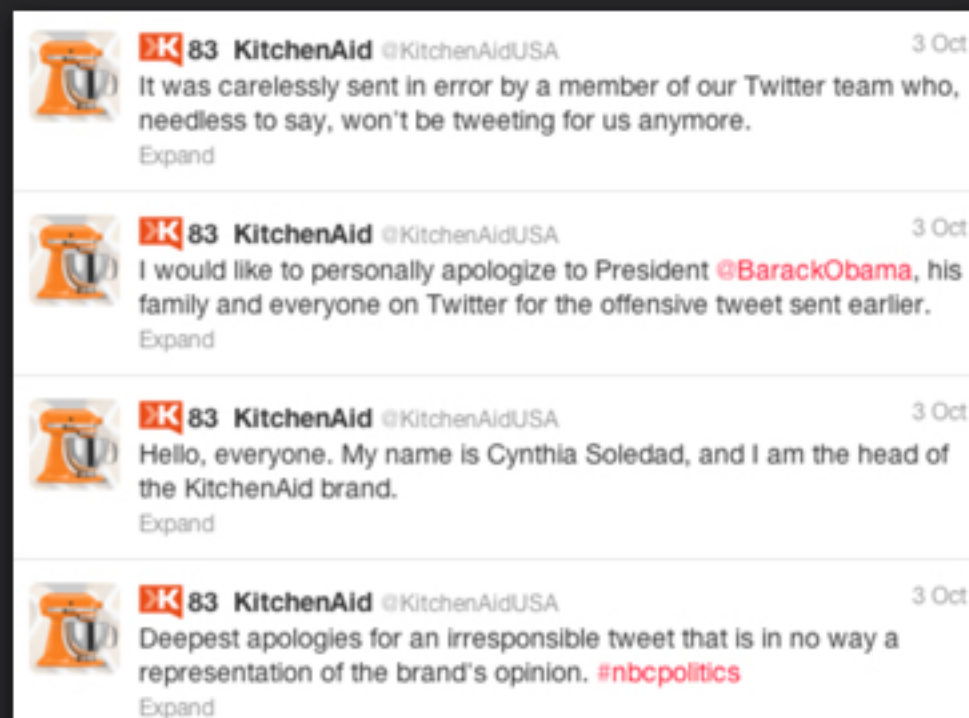 K 83 KitchenAid @KitchenAidUSA 3 Oct
It was carelessly sent in error by a member of our Twitter team who,
needless to say, won't be tweeting for us anymore.
Expand
K 83 KitchenAid @KitchenAidUSA 3 Oct
I would like to personally apologize to President @BarackObama, his
family and everyone on Twitter for the offensive tweet sent earlier.
Expand
K 83 KitchenAid @KitchenAidUSA 3 Oct
Hello, everyone. My name is Cynthia Soledad, and I am the head of
the KitchenAid brand.
Expand
K 83 KitchenAid @KitchenAidUSA 3 Oct
Deepest apologies for an irresponsible tweet that is in no way a
representation of the brand's opinion. #nbcpolitics
Expand